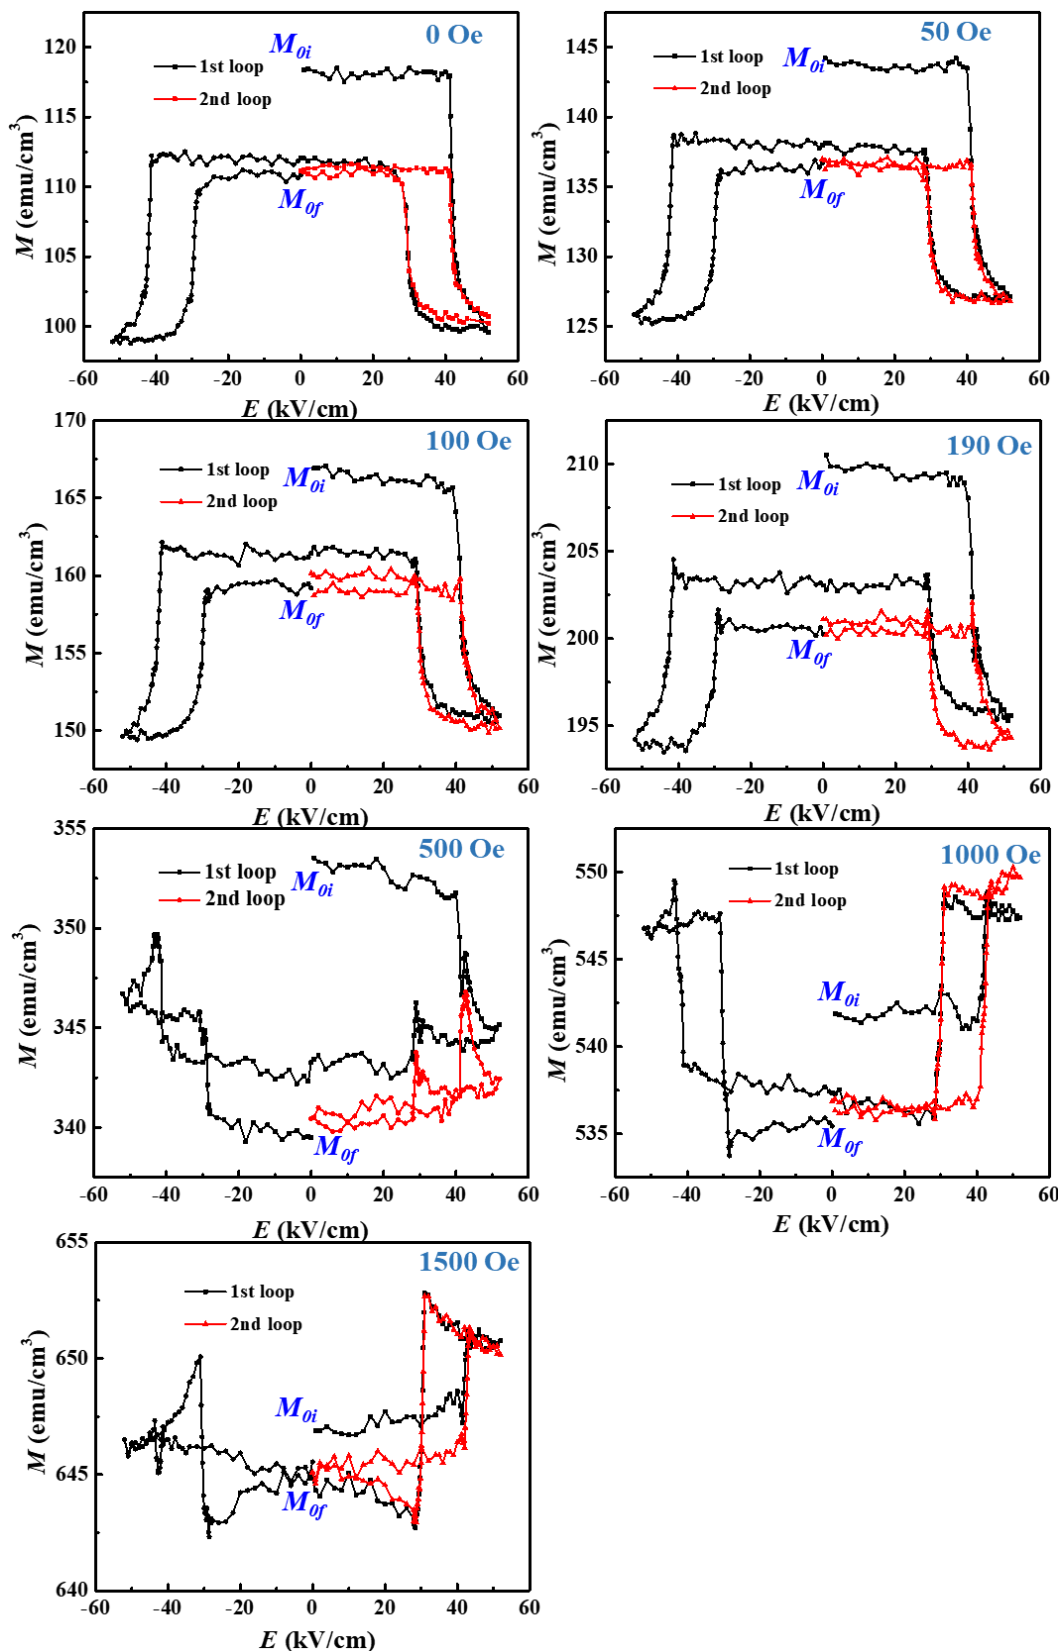 0 Oe
M0i
1st loop
2nd loop
M0f
M (emu/cm3)
120
115
110
105
100
-60 -40 -20 0 20 40 60
E (kV/cm)
50 Oe
M0i
1st loop
2nd loop
M0f
M (emu/cm3)
145
140
135
130
125
-60 -40 -20 0 20 40 60
E (kV/cm)
100 Oe
1st loop
M0i
2nd loop
M0f
M (emu/cm3)
170
165
160
155
150
-60 -40 -20 0 20 40 60
E (kV/cm)
190 Oe
1st loop
M0i
2nd loop
M0f
M (emu/cm3)
210
205
200
195
-60 -40 -20 0 20 40 60
E (kV/cm)
500 Oe
1st loop
M0i
2nd loop
M0f
M (emu/cm3)
355
350
345
340
-60 -40 -20 0 20 40 60
E (kV/cm)
1000 Oe
1st loop
2nd loop
M0i
M0f
M (emu/cm3)
550
545
540
535
-60 -40 -20 0 20 40 60
E (kV/cm)
1500 Oe
1st loop
2nd loop
M0i
M0f
M (emu/cm3)
655
650
645
640
-60 -40 -20 0 20 40 60
E (kV/cm)